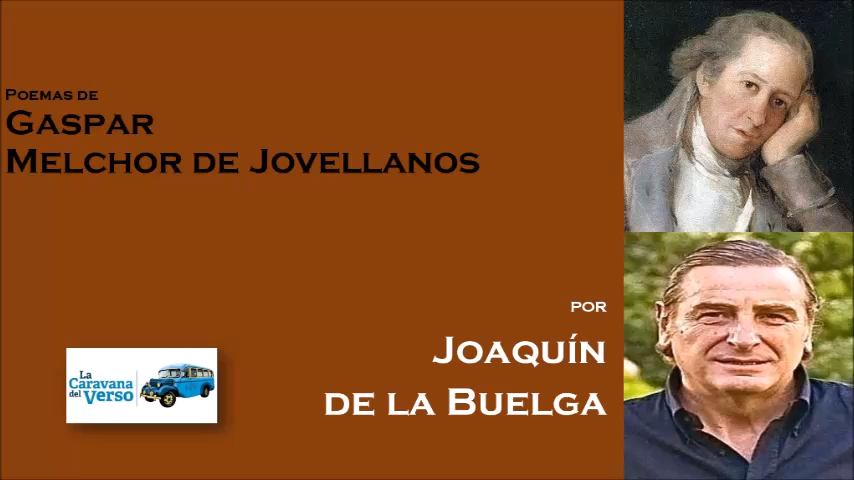 Poemas de
Gaspar
Melchor de Jovellanos
por
Joaquín
de la Buelga
La
Caravana
del Verso